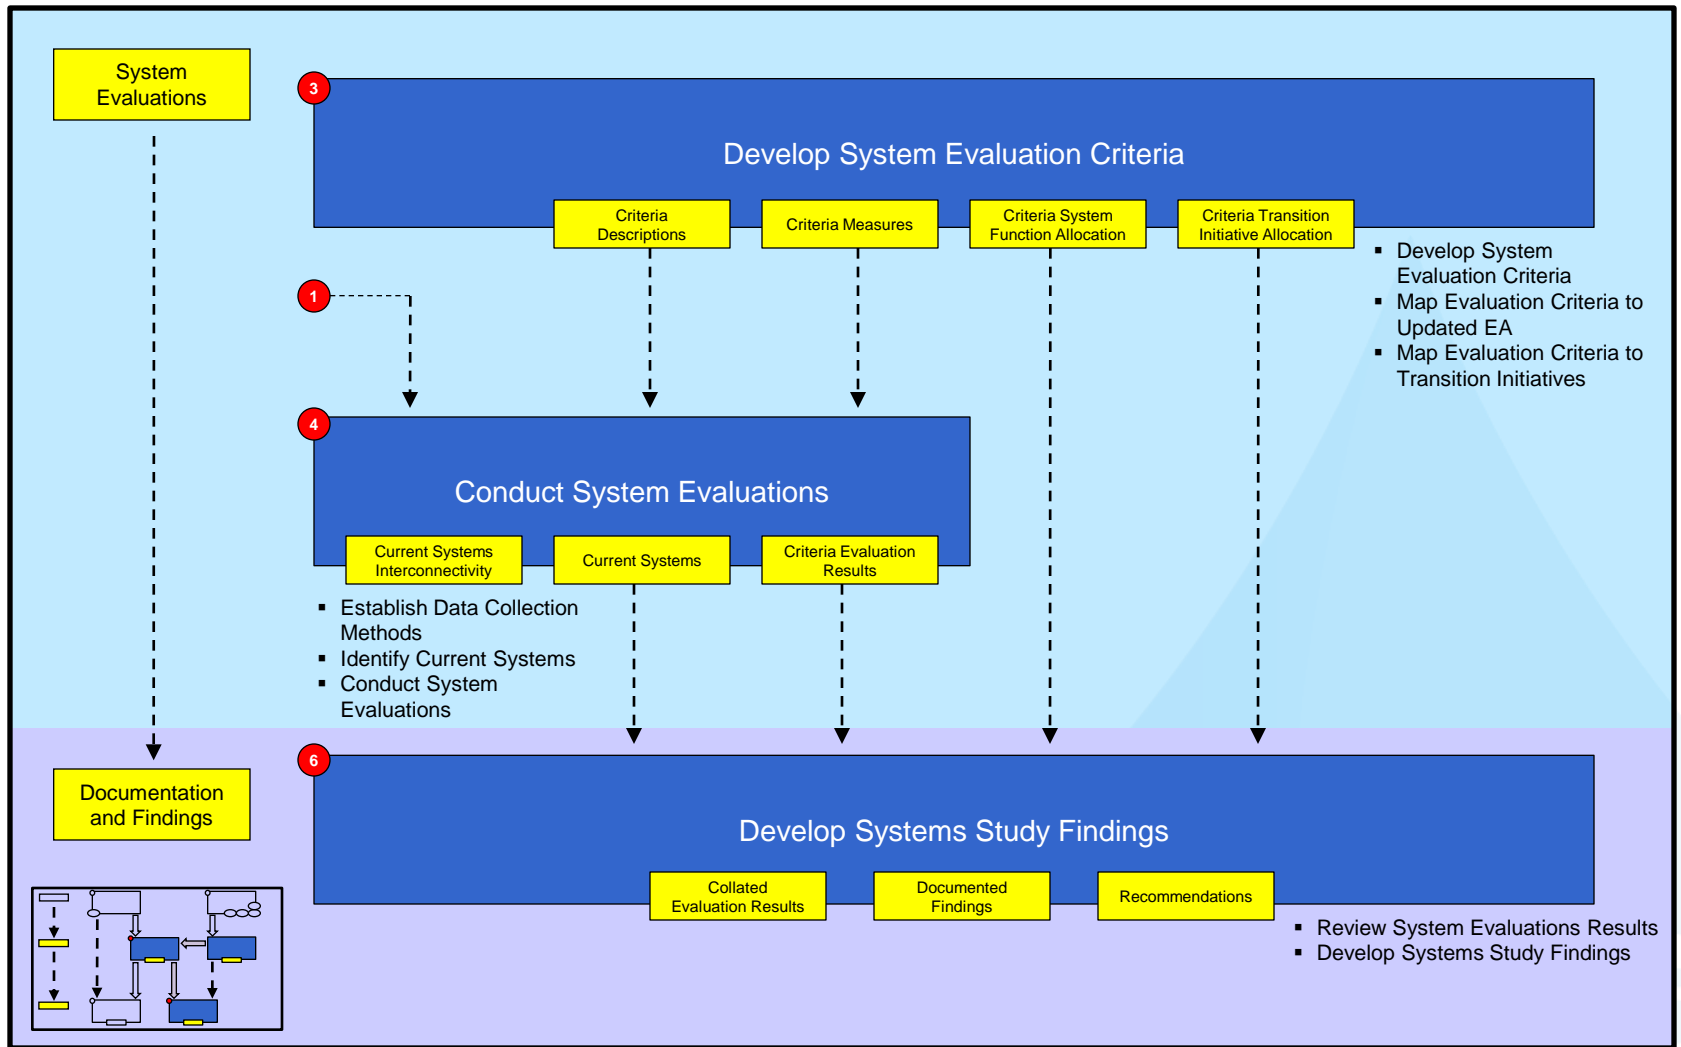 System
Evaluations
3
Develop System Evaluation Criteria
Criteria
Descriptions
Criteria Measures
Criteria System
Function Allocation
Criteria Transition
Initiative Allocation
▪ Develop System
Evaluation Criteria
▪ Map Evaluation Criteria to
Updated EA
▪ Map Evaluation Criteria to
Transition Initiatives
1
4
Conduct System Evaluations
Current Systems
Interconnectivity
Current Systems
Criteria Evaluation
Results
▪ Establish Data Collection
Methods
▪ Identify Current Systems
▪ Conduct System
Evaluations
Documentation
and Findings
6
Develop Systems Study Findings
Collated
Evaluation Results
Documented
Findings
Recommendations
▪ Review System Evaluations Results
▪ Develop Systems Study Findings